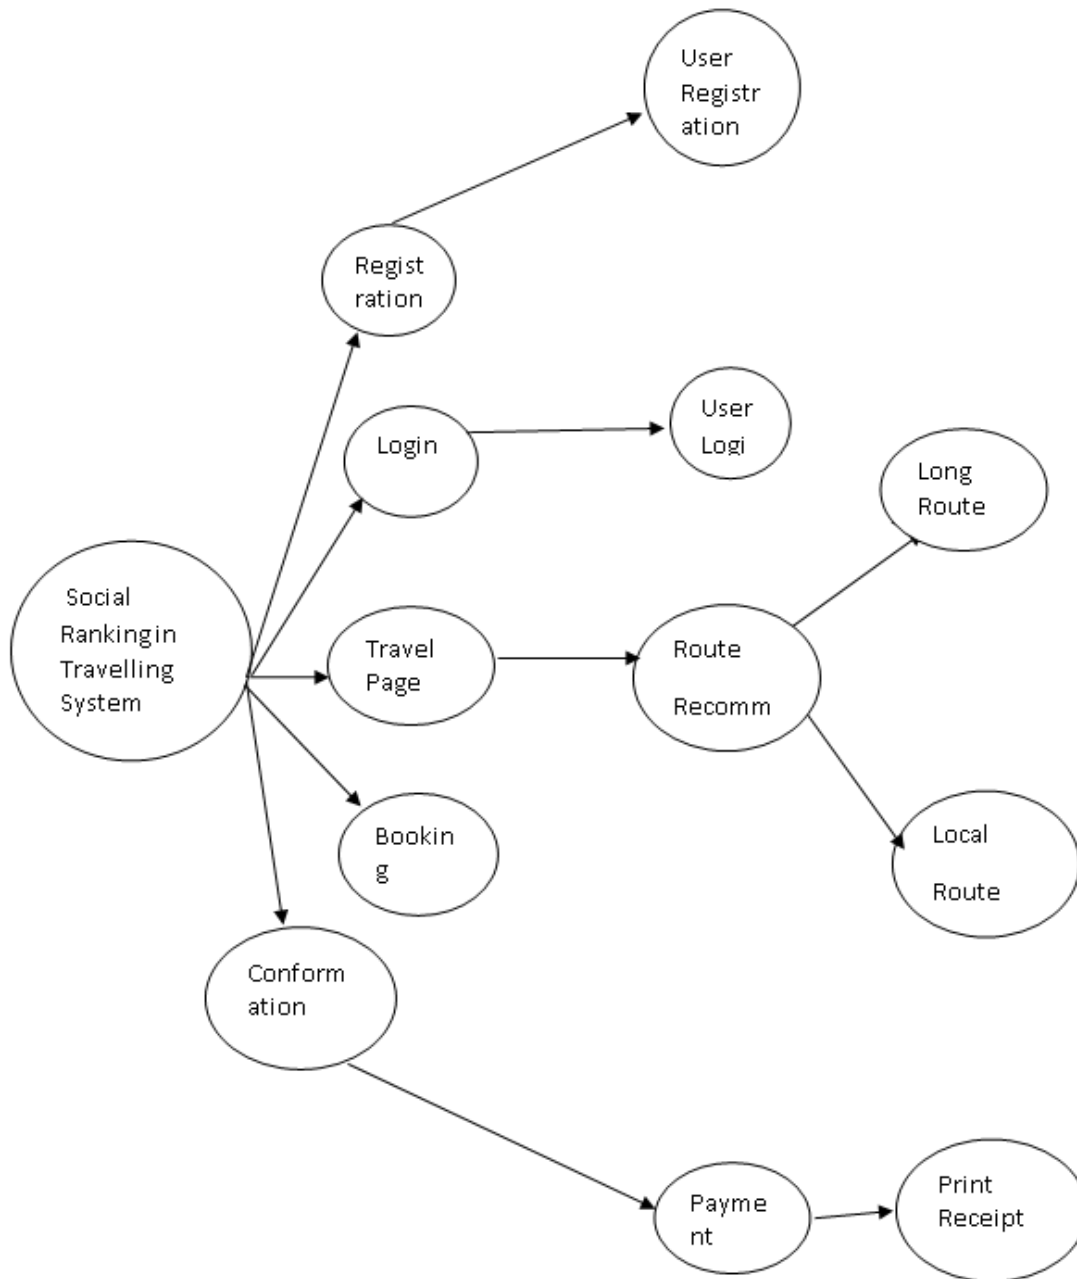 User
Registr
ation
Regist
ration
Login
User
Logi
Long
Route
Social
Rankingin
Travelling
System
Travel
Page
Route
Recomm
Bookin
g
Local
Route
Conform
ation
Payme
nt
Print
Receipt